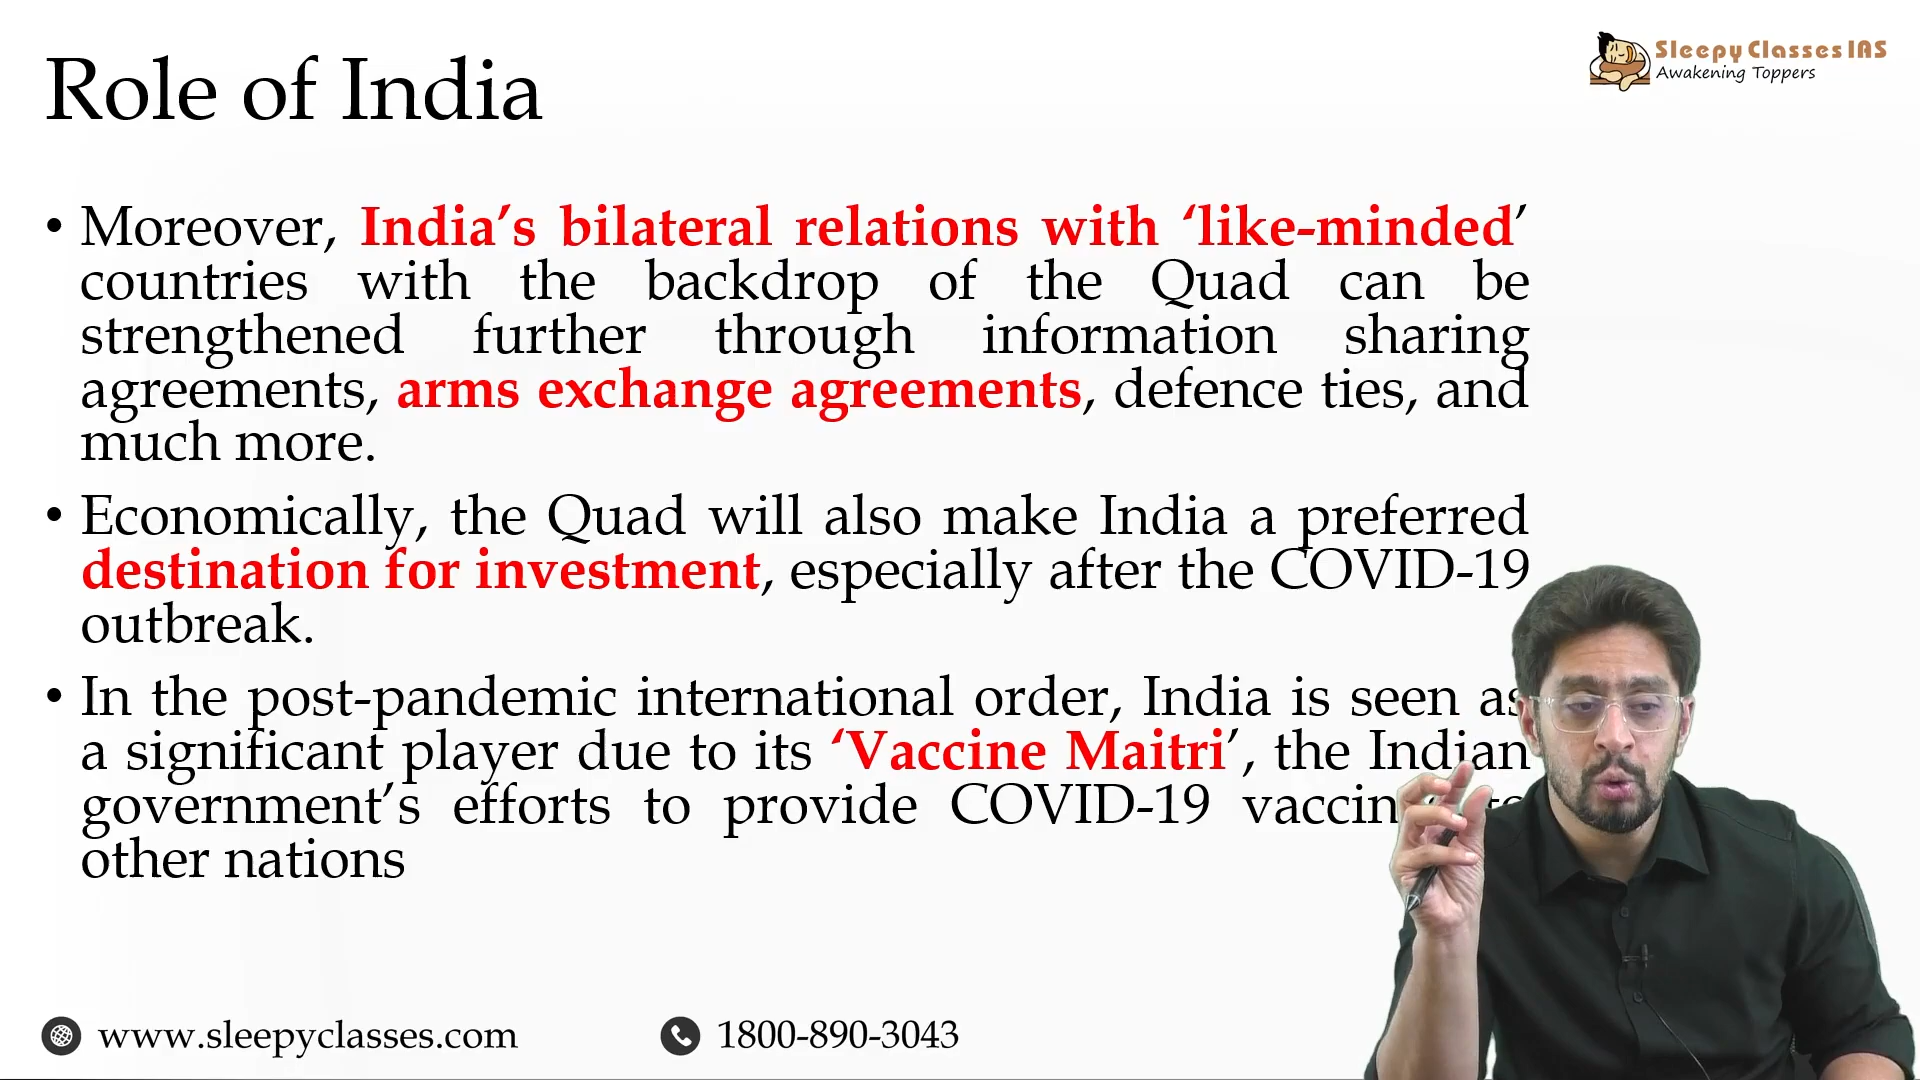 Role of India
Sleepy Classes IAS
Awakening Toppers
• Moreover, India’s bilateral relations with ‘like-minded’
countries with the backdrop of the Quad can be
strengthened further through information sharing
agreements, arms exchange agreements, defence ties, and
much more.
• Economically, the Quad will also make India a preferred
destination for investment, especially after the COVID-19
outbreak.
• In the post-pandemic international order, India is seen as
a significant player due to its ‘Vaccine Maitri’, the Indian
government’s efforts to provide COVID-19
other nations
www.sleepyclasses.com
1800-890-3043